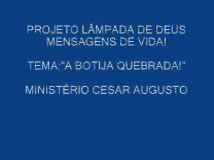 PROJETO LÂMPADA DE DEUS
MENSAGENS DE VIDA!
TEMA:"A BOTIJA QUEBRADA!"
MINISTÉRIO CESAR AUGUSTO